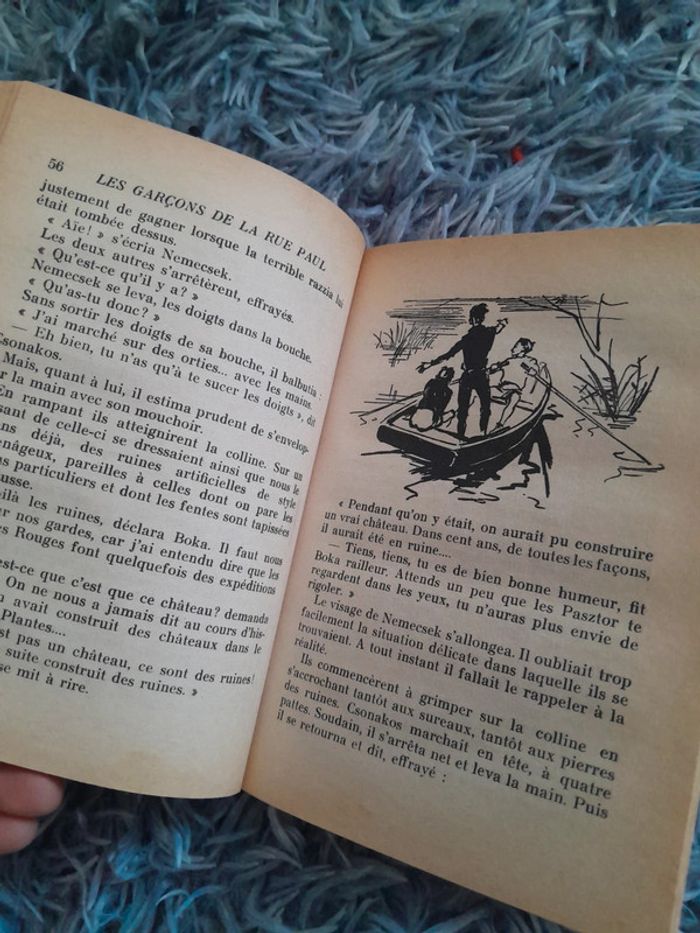 56
LES GARÇONS DE LA RUE PAUL
justement de gagner lorsque la terrible razzia lui
était tombée dessus.
« Aïe! » s'écria Nemecsek.
Les deux autres s'arrêtèrent, effrayés.
« Qu'est-ce qu'il y a? »
Nemecsek se leva, les doigts dans la bouche.
« Qu'as-tu donc? »
Sans sortir les doigts de sa bouche, il balbutia :
« J'ai marché sur des orties... avec les mains.
— Eh bien, tu n'as qu'à te sucer les doigts », dit
Csonakos.
Mais, quant à lui, il estima prudent de s'envelop-
la main avec son mouchoir.
En rampant ils atteignirent la colline. Sur un
de celle-ci se dressaient ainsi que nous le
déjà, des ruines artificielles de style
pareilles à celles dont on pare les
particuliers et dont les fentes sont tapissées
les ruines, déclara Boka. Il faut nous
nos gardes, car j'ai entendu dire que les
Rouges font quelquefois des expéditions
que c'est que ce château? demanda
On ne nous a jamais dit au cours d'his-
avait construit des châteaux dans le
Plantes....
pas un château, ce sont des ruines!
suite construit des ruines. »
se mit à rire.
« Pendant qu'on y était, on aurait pu construire
un vrai château. Dans cent ans, de toutes les façons,
il aurait été en ruine....
— Tiens, tiens, tu es de bien bonne humeur, fit
Boka railleur. Attends un peu que les Pasztor te
regardent dans les yeux, tu n'auras plus envie de
rigoler. »
Le visage de Nemecsek s'allongea. Il oubliait trop
facilement la situation délicate dans laquelle ils se
trouvaient. A tout instant il fallait le rappeler à la
réalité.
Ils commencèrent à grimper sur la colline en
s'accrochant tantôt aux sureaux, tantôt aux pierres
des ruines. Csonakos marchait en tête, à quatre
pattes. Soudain, il s'arrêta net et leva la main. Puis
il se retourna et dit, effrayé :